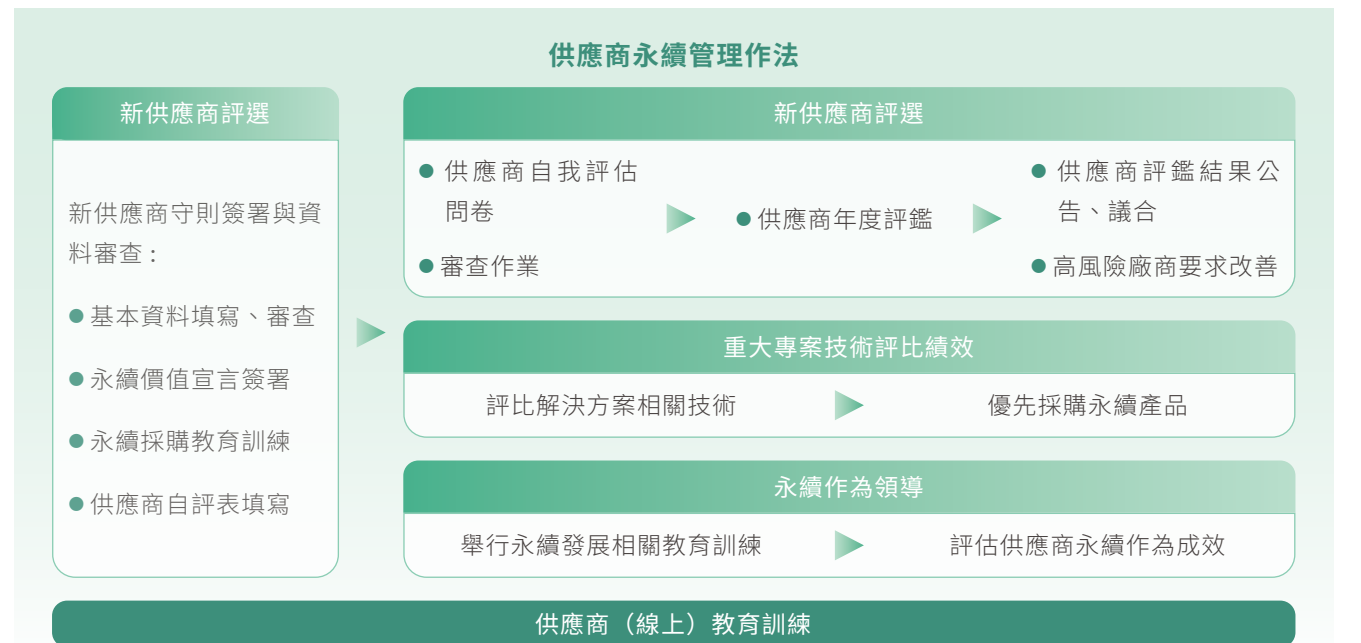 供應商永續管理作法
新供應商評選
新供應商守則簽署與資
料審查：
●基本資料填寫、審查
●永續價值宣言簽署
●永續採購教育訓練
●供應商自評表填寫
新供應商評選
●供應商自我評估
問卷
●審查作業
●供應商年度評鑑
●供應商評鑑結果公
告、議合
●高風險廠商要求改善
重大專案技術評比績效
評比解決方案相關技術
優先採購永續產品
永續作為領導
舉行永續發展相關教育訓練
評估供應商永續作為成效
供應商（線上）教育訓練